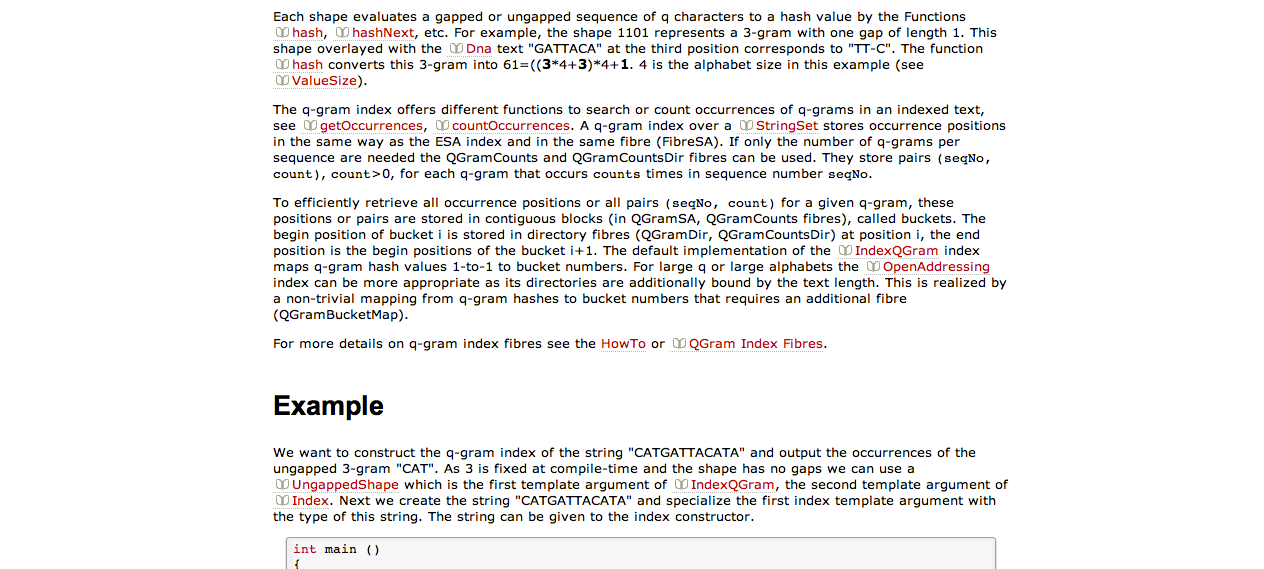 Each shape evaluates a gapped or ungapped sequence of q characters to a hash value by the Functions
hash, hashNext, etc. For example, the shape 1101 represents a 3-gram with one gap of length 1. This
shape overlayed with the Dna text "GATTACA" at the third position corresponds to "TT-C". The function
hash converts this 3-gram into 61=((3*4+3)*4+1. 4 is the alphabet size in this example (see
ValueSize).
The q-gram index offers different functions to search or count occurrences of q-grams in an indexed text,
see getOccurrences, countOccurrences. A q-gram index over a StringSet stores occurrence positions
in the same way as the ESA index and in the same fibre (FibreSA). If only the number of q-grams per
sequence are needed the QGramCounts and QGramCountsDir fibres can be used. They store pairs (seqNo,
count), count>0, for each q-gram that occurs counts times in sequence number seqNo.
To efficiently retrieve all occurrence positions or all pairs (seqNo, count) for a given q-gram, these
positions or pairs are stored in contiguous blocks (in QGramSA, QGramCounts fibres), called buckets. The
begin position of bucket i is stored in directory fibres (QGramDir, QGramCountsDir) at position i, the end
position is the begin positions of the bucket i+1. The default implementation of the IndexQGram index
maps q-gram hash values 1-to-1 to bucket numbers. For large q or large alphabets the OpenAddressing
index can be more appropriate as its directories are additionally bound by the text length. This is realized by
a non-trivial mapping from q-gram hashes to bucket numbers that requires an additional fibre
(QGramBucketMap).
For more details on q-gram index fibres see the HowTo or QGram Index Fibres.
Example
We want to construct the q-gram index of the string "CATGATTACATA" and output the occurrences of the
ungapped 3-gram "CAT". As 3 is fixed at compile-time and the shape has no gaps we can use a
UngappedShape which is the first template argument of IndexQGram, the second template argument of
Index. Next we create the string "CATGATTACATA" and specialize the first index template argument with
the type of this string. The string can be given to the index constructor.
int main ()
{